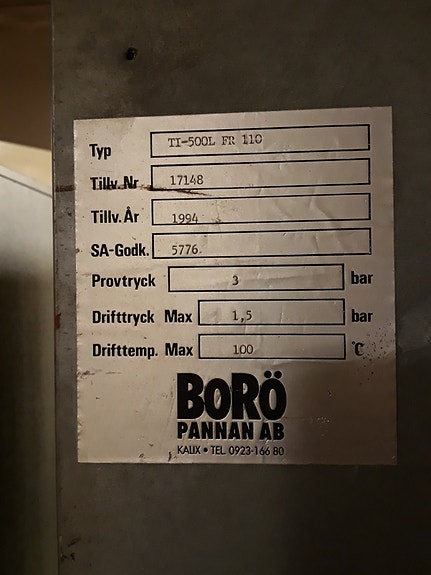 Typ TI-500L FR 110
Tillv.Nr 17148
Tillv.År 1994
SA-Godk. 5776
Provtryck 3 bar
Drifttryck Max 1,5 bar
Drifttemp. Max 100 °C
BORÖ
PANNAN AB
KALIX • TEL. 0923-166 80